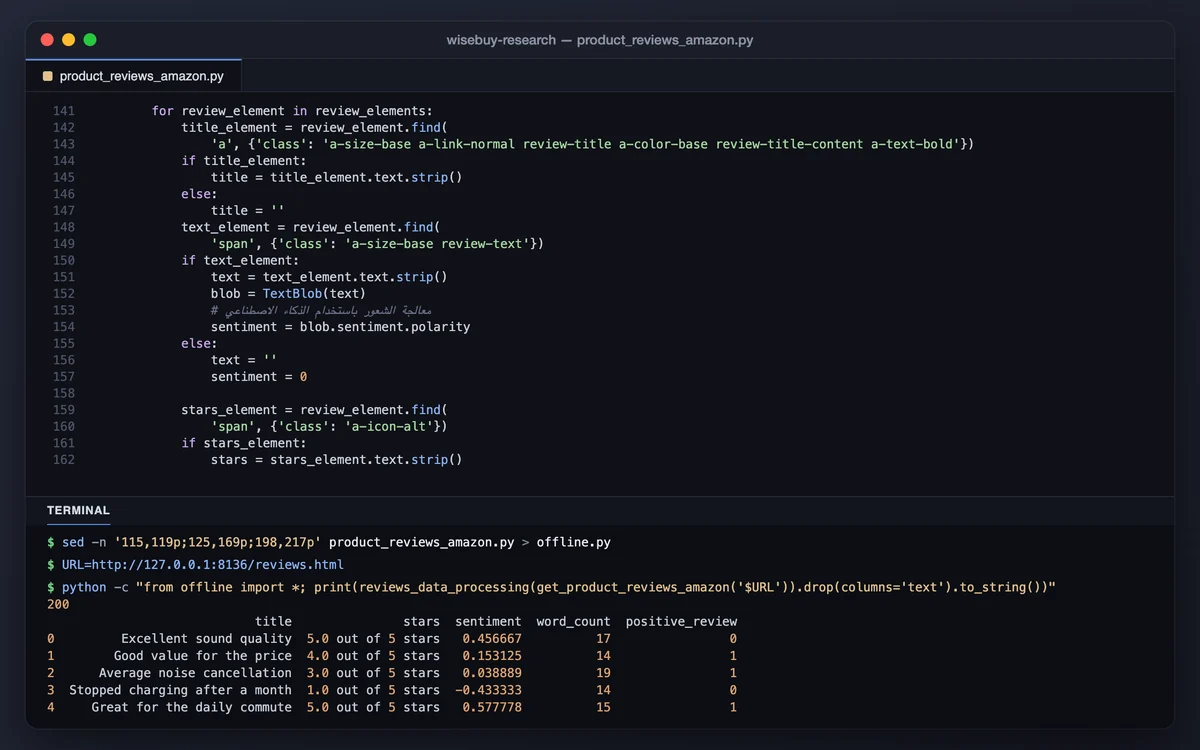 wisebuy-research — product_reviews_amazon.py
product_reviews_amazon.py
141 for review_element in review_elements:
142 title_element = review_element.find(
143 'a', {'class': 'a-size-base a-link-normal review-title a-color-base review-title-content a-text-bold'})
144 if title_element:
145 title = title_element.text.strip()
146 else:
147 title = ''
148 text_element = review_element.find(
149 'span', {'class': 'a-size-base review-text'})
150 if text_element:
151 text = text_element.text.strip()
152 blob = TextBlob(text)
153 # معالجة الشعور باستخدام الذكاء الاصطناعي
154 sentiment = blob.sentiment.polarity
155 else:
156 text = ''
157 sentiment = 0
158
159 stars_element = review_element.find(
160 'span', {'class': 'a-icon-alt'})
161 if stars_element:
162 stars = stars_element.text.strip()
TERMINAL
$ sed -n '115,119p;125,169p;198,217p' product_reviews_amazon.py > offline.py
$ URL=http://127.0.0.1:8136/reviews.html
$ python -c "from offline import *; print(reviews_data_processing(get_product_reviews_amazon('$URL')).drop(columns='text').to_string())"
200
title stars sentiment word_count positive_review
0 Excellent sound quality 5.0 out of 5 stars 0.456667 17 0
1 Good value for the price 4.0 out of 5 stars 0.153125 14 1
2 Average noise cancellation 3.0 out of 5 stars 0.038889 19 1
3 Stopped charging after a month 1.0 out of 5 stars -0.433333 14 0
4 Great for the daily commute 5.0 out of 5 stars 0.577778 15 1